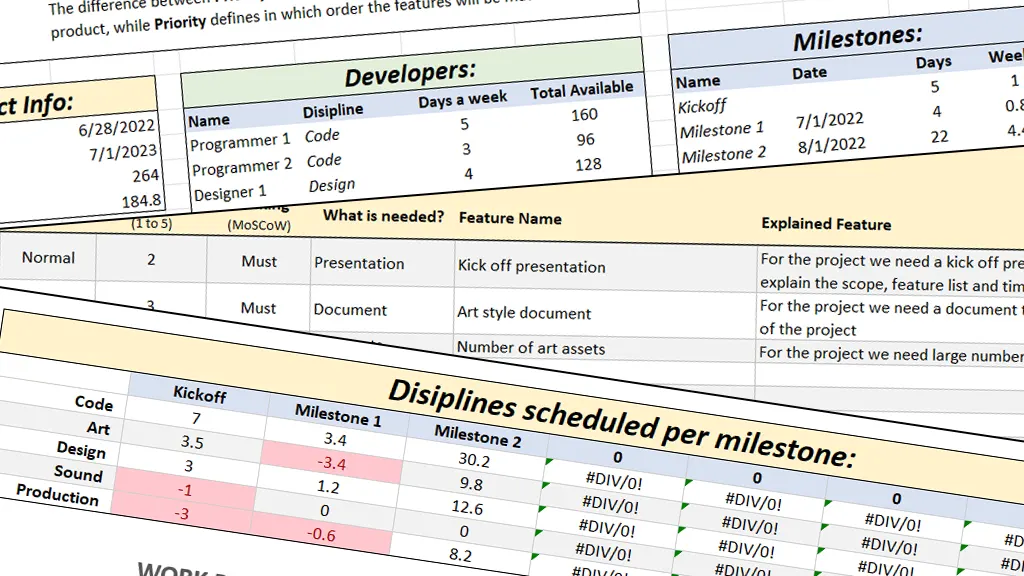 The difference between
product, while Priority defines in which order the features will be
ct Info:
6/28/2022
7/1/2023
264
184.8
Developers:
Name Disipline Days a week Total Available
Programmer 1 Code 5 160
Programmer 2 Code 3 96
Designer 1 Design 4 128
Milestones:
Name Date Days Wee
Kickoff 5 1
Milestone 1 7/1/2022 4 0.8
Milestone 2 8/1/2022 22 4.4
(1 to 5) (MoSCoW) What is needed? Feature Name Explained Feature
Normal 2 Must Presentation Kick off presentation For the project we need a kick off pre
explain the scope, feature list and tim
3 Must Document Art style document For the project we need a document
of the project
Number of art assets For the project we need large number
Disiplines scheduled per milestone:
Kickoff Milestone 1 Milestone 2 0 0 0
Code 7 3.4 30.2 #DIV/0! #DIV/0! #DIV/0! #D
Art 3.5 -3.4 9.8 #DIV/0! #DIV/0! #DIV/0! #DI
Design 3 1.2 12.6 #DIV/0! #DIV/0! #DIV/0!
Sound -1 0 0 #DIV/0! #DIV/0!
Production -3 -0.6 8.2 #DIV/0!